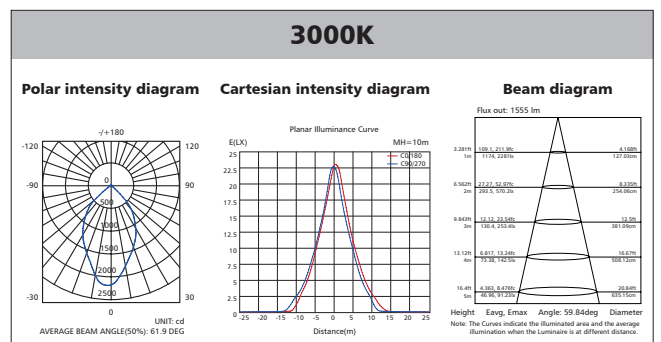 3000K
Polar intensity diagram
Cartesian intensity diagram
Beam diagram
-/+180
-120
120
-90
90
-30
30
0
0
500
1000
1500
2000
2500
UNIT: cd
AVERAGE BEAM ANGLE(50%): 61.9 DEG
Planar Illuminance Curve
E(LX)
MH=10m
C0/180
C90/270
25
22.5
20
17.5
15
12.5
10
7.5
5
2.5
0
-25 -20 -15 -10 -5 0 5 10 15 20 25
Distance(m)
Flux out: 1555 lm
3.281ft 109.1, 211.9fc 4.168ft
1m 1174, 2281lx 127.03cm
6.562ft 27.27, 52.97fc 8.335ft
2m 293.5, 570.2lx 254.06cm
9.843ft 12.12, 23.54fc 12.5ft
3m 130.4, 253.4lx 381.09cm
13.12ft 6.817, 13.24fc 16.67ft
4m 73.38, 142.5lx 508.12cm
16.4ft 4.363, 8.476fc 20.84ft
5m 46.96, 91.23lx 635.15cm
Height Eavg, Emax Angle: 59.84deg Diameter
Note: The Curves indicate the illuminated area and the average
illumination when the Luminaire is at different distance.